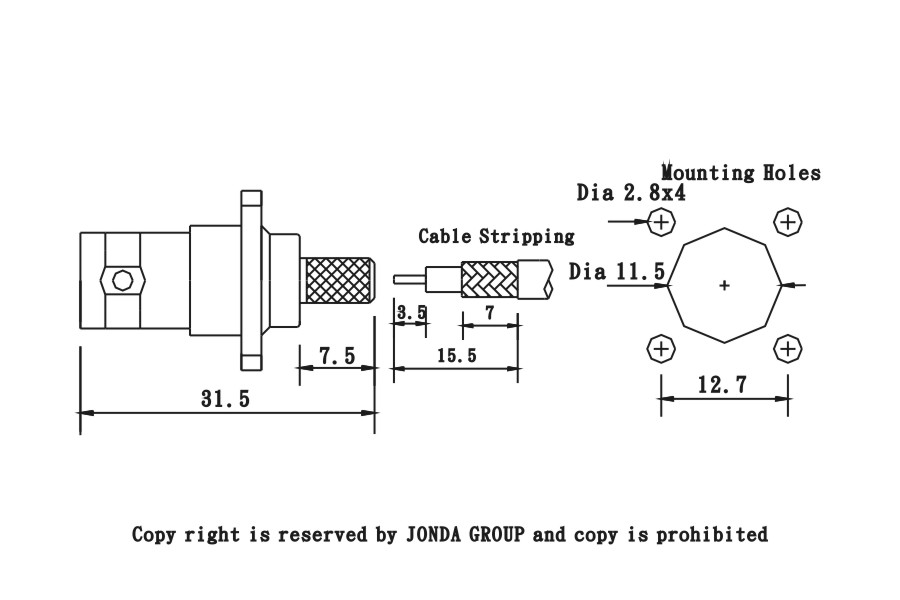 Mounting Holes
Dia 2.8x4
Cable Stripping
Dia 11.5
3.5
7
7.5
15.5
12.7
31.5
Copy right is reserved by JONDA GROUP and copy is prohibited